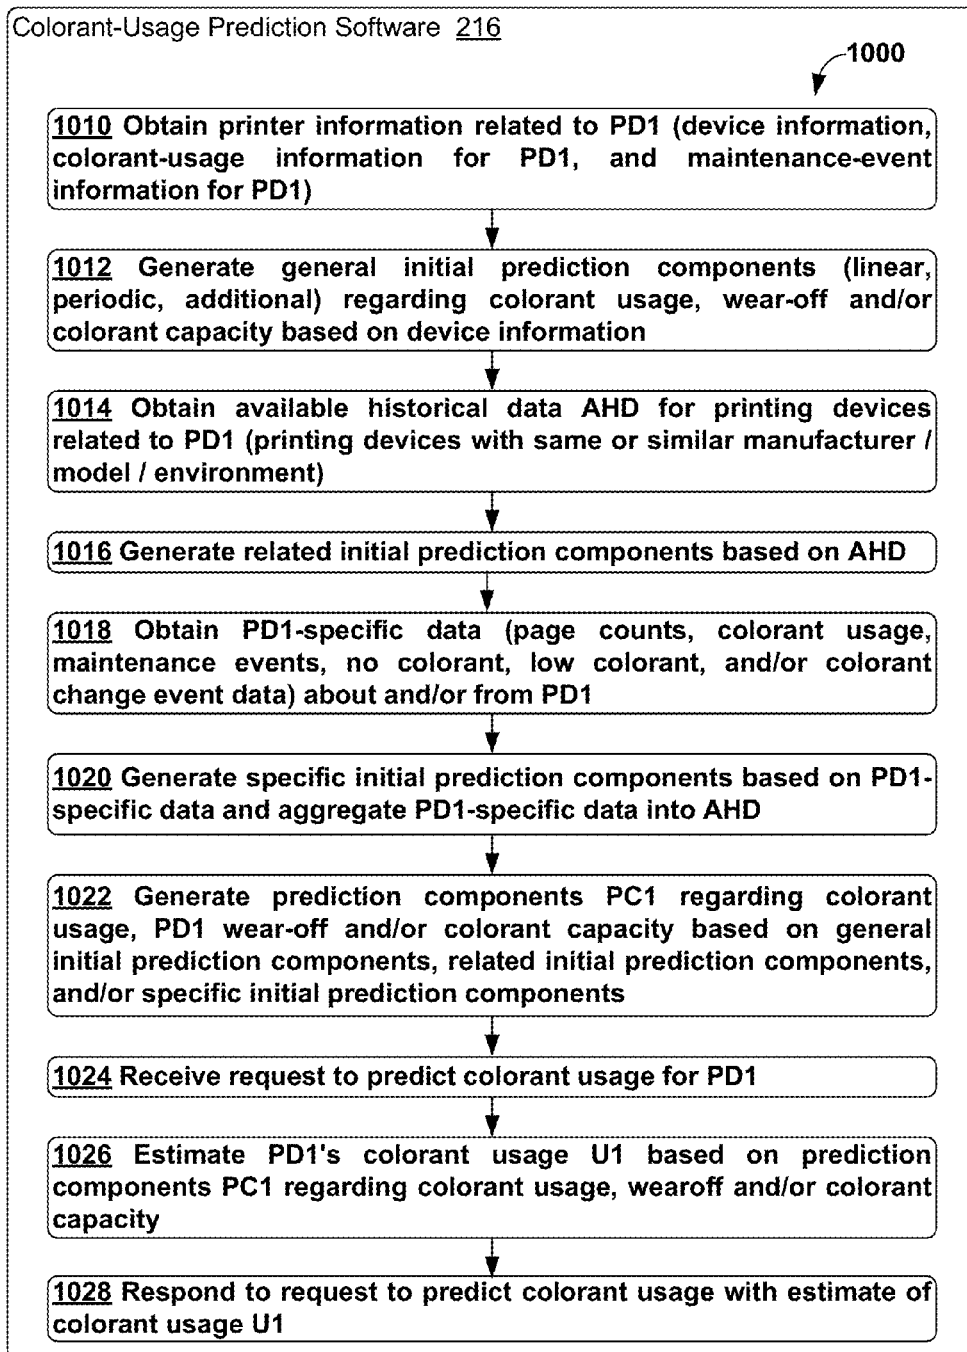 Colorant-Usage Prediction Software 216
1000
1010 Obtain printer information related to PD1 (device information,
colorant-usage information for PD1, and maintenance-event
information for PD1)
1012 Generate general initial prediction components (linear,
periodic, additional) regarding colorant usage, wear-off and/or
colorant capacity based on device information
1014 Obtain available historical data AHD for printing devices
related to PD1 (printing devices with same or similar manufacturer /
model / environment)
1016 Generate related initial prediction components based on AHD
1018 Obtain PD1-specific data (page counts, colorant usage,
maintenance events, no colorant, low colorant, and/or colorant
change event data) about and/or from PD1
1020 Generate specific initial prediction components based on PD1-
specific data and aggregate PD1-specific data into AHD
1022 Generate prediction components PC1 regarding colorant
usage, PD1 wear-off and/or colorant capacity based on general
initial prediction components, related initial prediction components,
and/or specific initial prediction components
1024 Receive request to predict colorant usage for PD1
1026 Estimate PD1's colorant usage U1 based on prediction
components PC1 regarding colorant usage, wearoff and/or colorant
capacity
1028 Respond to request to predict colorant usage with estimate of
colorant usage U1